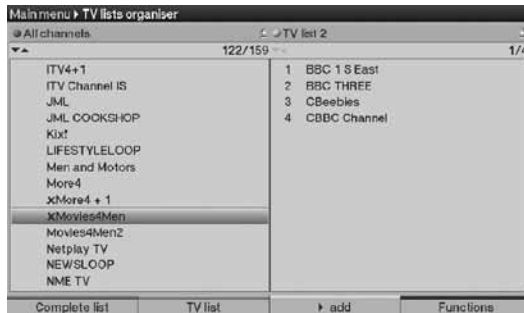 Main menu ▸ TV lists organiser
All channels
TV list 2
122/159
1/4
ITV4+1
ITV Channel IS
JML
JML COOKSHOP
Kix!
LIFESTYLELOOP
Men and Motors
More4
xMore4 + 1
xMovies4Men
Movies4Men2
Netplay TV
NEWSLOOP
NME TV
1 BBC 1 S East
2 BBC THREE
3 CBeebies
4 CBBC Channel
Complete list
TV list
▸ add
Functions